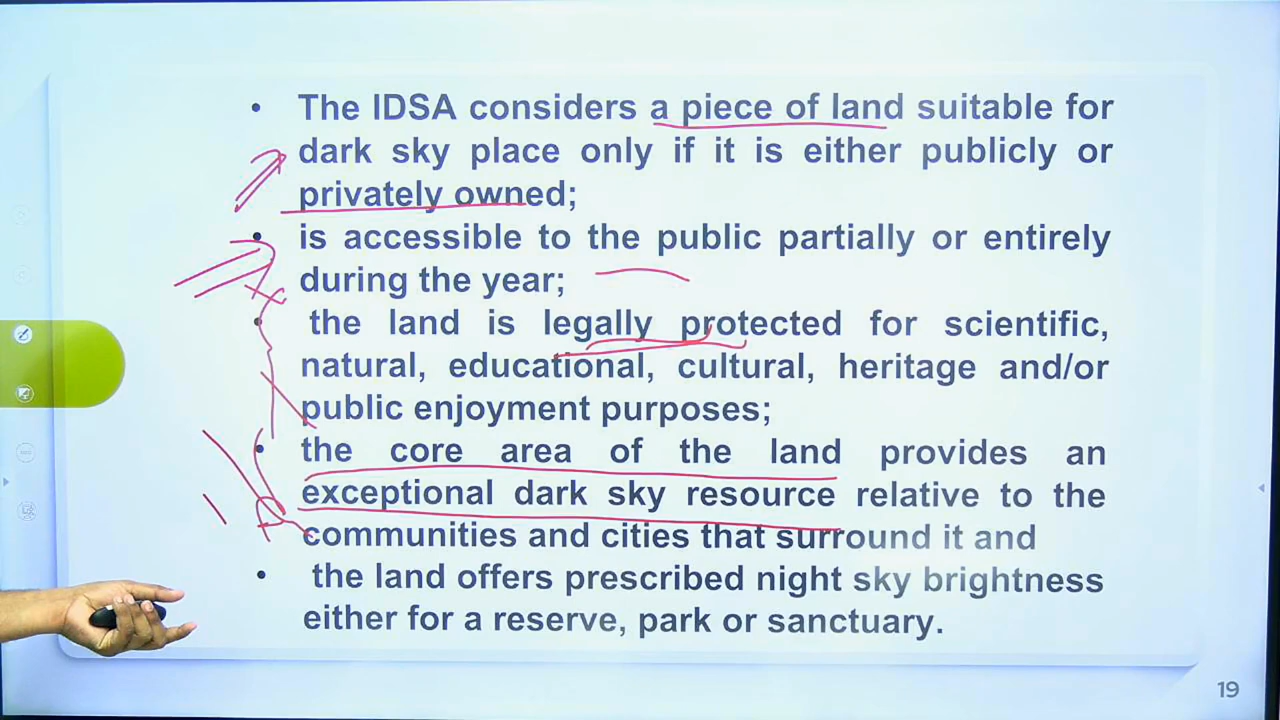 • The IDSA considers a piece of land suitable for
dark sky place only if it is either publicly or
privately owned;
• is accessible to the public partially or entirely
during the year;
• the land is legally protected for scientific,
natural, educational, cultural, heritage and/or
public enjoyment purposes;
• the core area of the land provides an
exceptional dark sky resource relative to the
communities and cities that surround it and
• the land offers prescribed night sky brightness
either for a reserve, park or sanctuary.
19